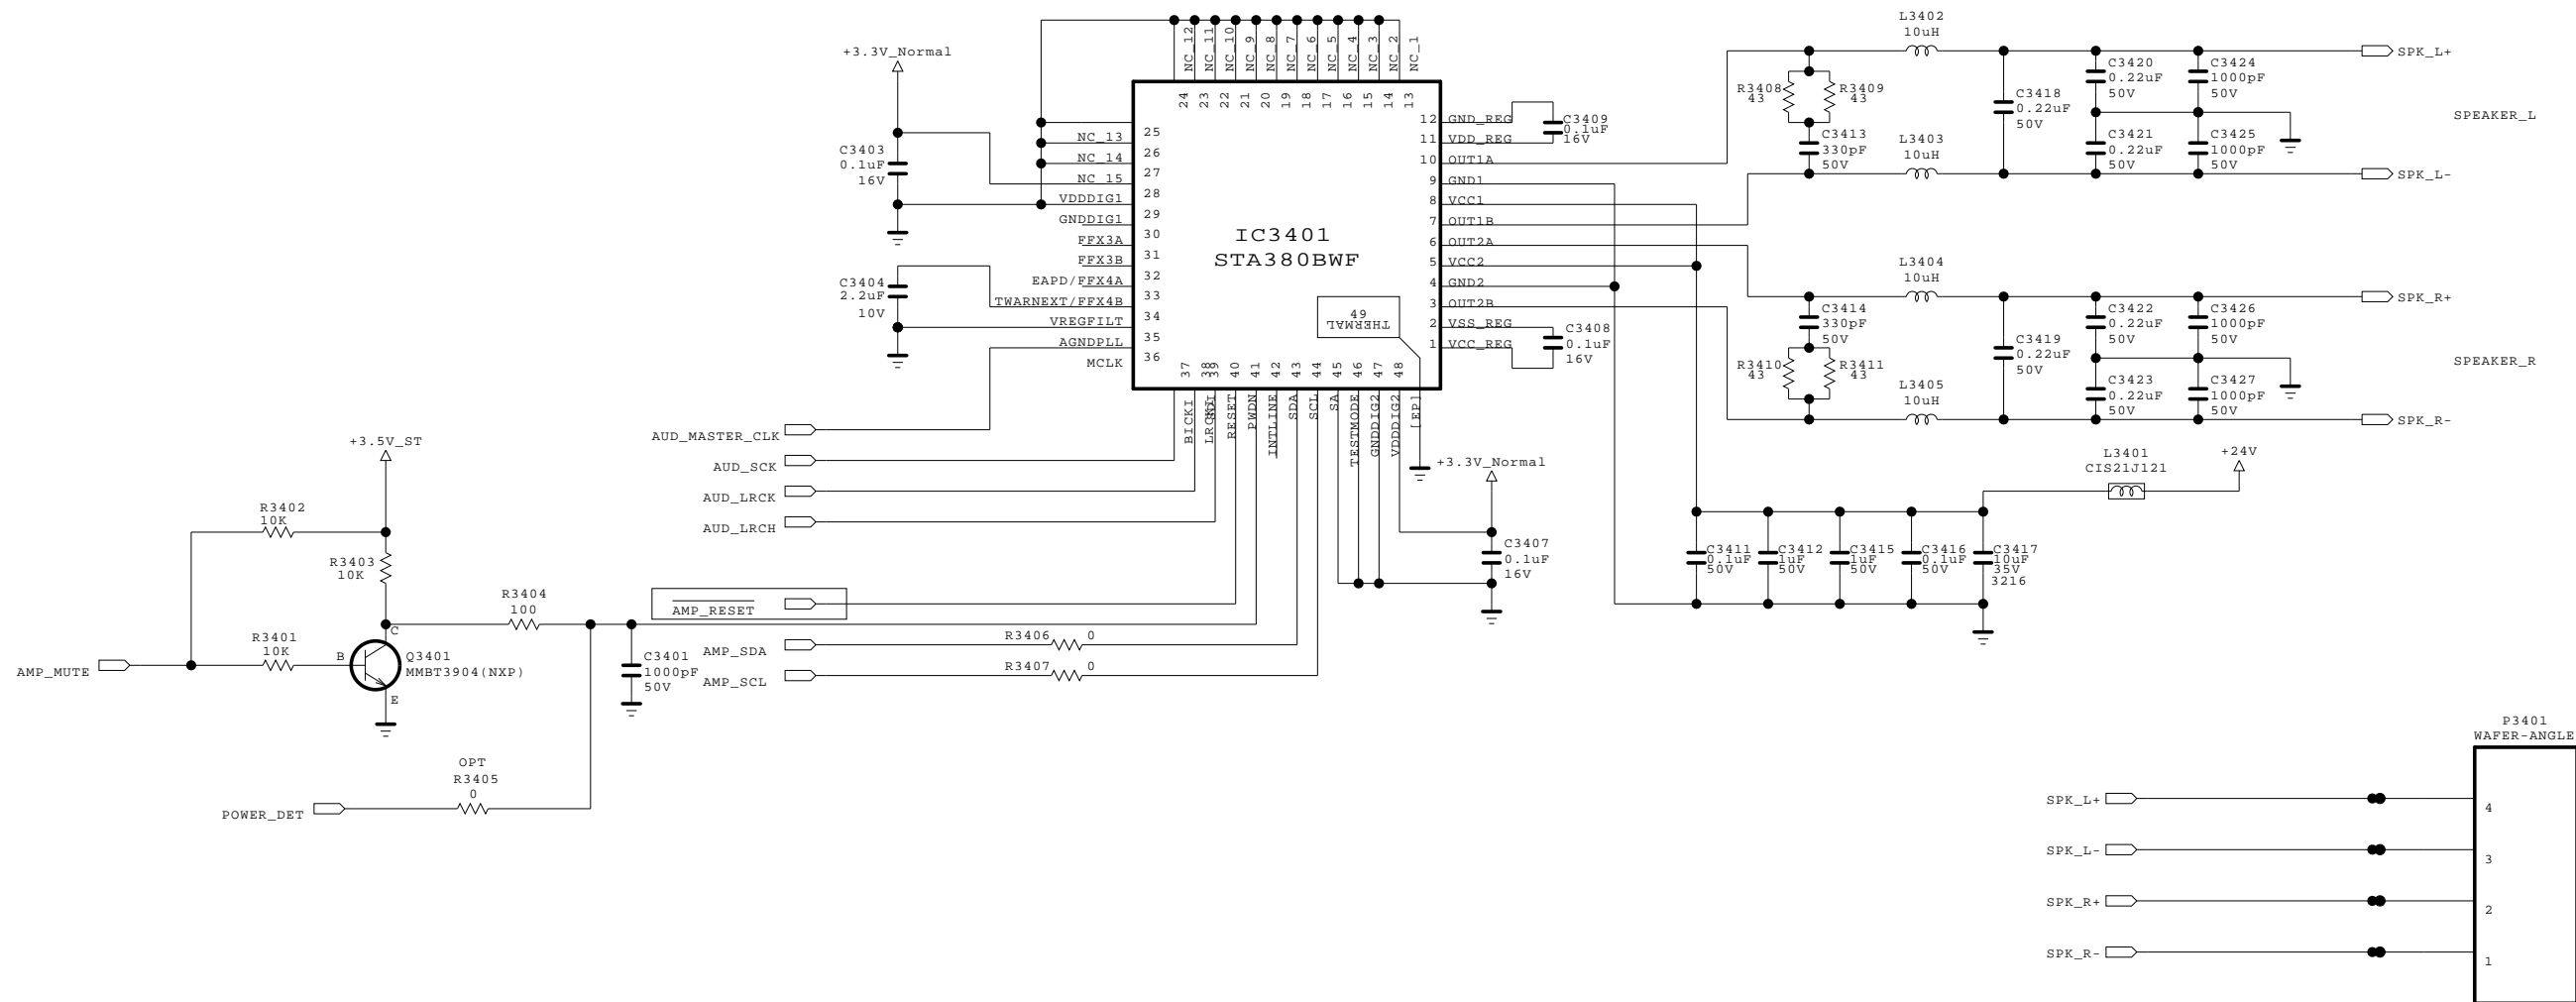 +3.3V_Normal
C3403
0.1uF
16V
C3404
2.2uF
10V
NC_12
NC_11
NC_10
NC_9
NC_8
NC_7
NC_6
NC_5
NC_4
NC_3
NC_2
NC_1
24
23
22
21
20
19
18
17
16
15
14
13
25
NC_13
26
NC_14
27
NC_15
28
VDDDIG1
29
GNDDIG1
30
FFX3A
31
FFX3B
32
EAPD/FFX4A
33
TWARNEXT/FFX4B
34
VREGFILT
35
AGNDPLL
36
MCLK
IC3401
STA380BWF
THERMAL
49
12 GND_REG
11 VDD_REG
10 OUT1A
9 GND1
8 VCC1
7 OUT1B
6 OUT2A
5 VCC2
4 GND2
3 OUT2B
2 VSS_REG
1 VCC_REG
37
38
39
40
41
42
43
44
45
46
47
48
BICKI
LRCKI
SDI
RESET
PWDN
INTLINE
SDA
SCL
SA
TESTMODE
GNDDIG2
VDDDIG2
[EP]
C3409
0.1uF
16V
C3408
0.1uF
16V
L3402
10uH
R3408
43
R3409
43
C3413
330pF
50V
L3403
10uH
C3418
0.22uF
50V
C3420
0.22uF
50V
C3421
0.22uF
50V
C3424
1000pF
50V
C3425
1000pF
50V
SPK_L+
SPEAKER_L
SPK_L-
L3404
10uH
C3414
330pF
50V
R3410
43
R3411
43
L3405
10uH
C3419
0.22uF
50V
C3422
0.22uF
50V
C3423
0.22uF
50V
C3426
1000pF
50V
C3427
1000pF
50V
SPK_R+
SPEAKER_R
SPK_R-
L3401
CIS21J121
+24V
C3411
0.1uF
50V
C3412
1uF
50V
C3415
1uF
50V
C3416
0.1uF
50V
C3417
10uF
35V
3216
+3.3V_Normal
C3407
0.1uF
16V
AUD_MASTER_CLK
AUD_SCK
AUD_LRCK
AUD_LRCH
AMP_RESET
AMP_SDA
AMP_SCL
R3406 0
R3407 0
+3.5V_ST
R3402
10K
R3403
10K
R3404
100
R3401
10K
AMP_MUTE
B
C
E
Q3401
MMBT3904(NXP)
C3401
1000pF
50V
OPT
R3405
0
POWER_DET
P3401
WAFER-ANGLE
SPK_L+
4
SPK_L-
3
SPK_R+
2
SPK_R-
1